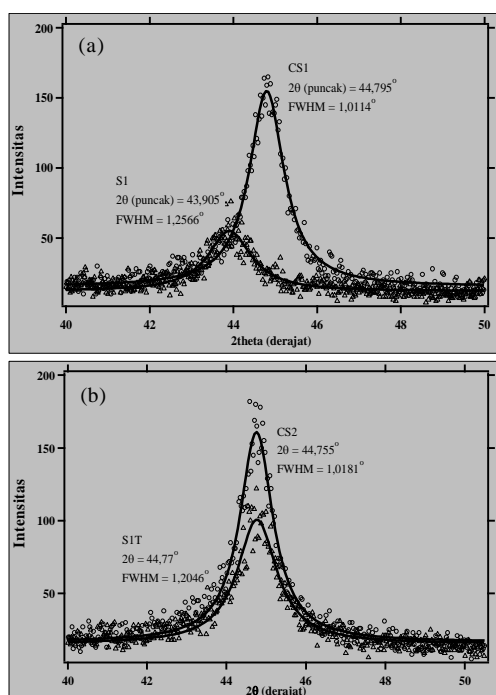 200
(a)
CS1
2θ (puncak) = 44,795°
FWHM = 1,0114°
150
Intensitas
100
S1
2θ (puncak) = 43,905°
FWHM = 1,2566°
50
40 42 44 46 48 50
2theta (derajat)
200
(b)
CS2
2θ = 44,755°
FWHM = 1,0181°
150
Intensitas
100
S1T
2θ = 44,77°
FWHM = 1,2046°
50
40 42 44 46 48 50
2θ (derajat)